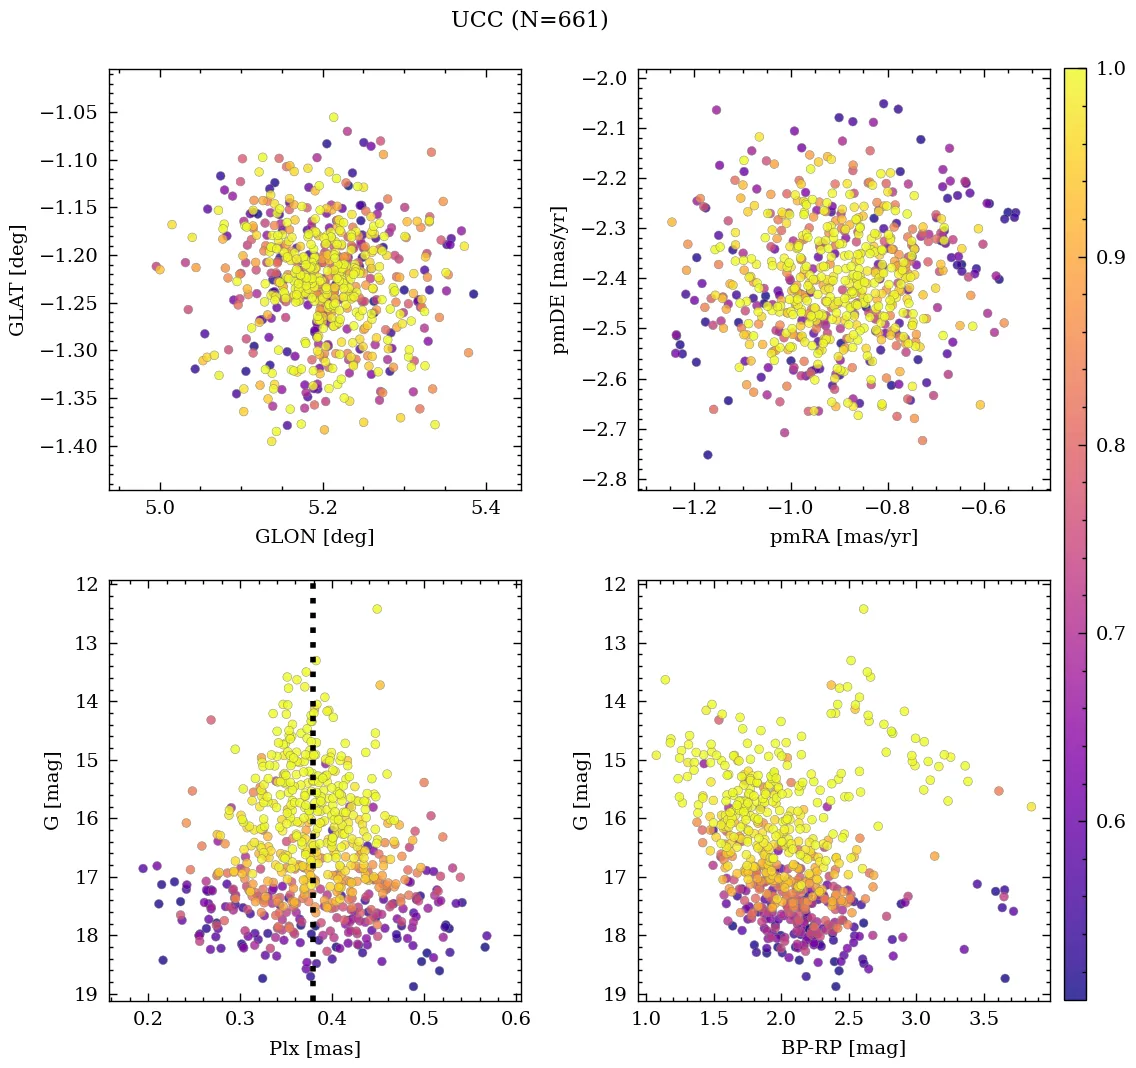 UCC (N=661)
−1.05
−1.10
−1.15
−1.20
−1.25
−1.30
−1.35
−1.40
GLAT [deg]
5.0 5.2 5.4
GLON [deg]
−2.0
−2.1
−2.2
−2.3
−2.4
−2.5
−2.6
−2.7
−2.8
pmDE [mas/yr]
−1.2 −1.0 −0.8 −0.6
pmRA [mas/yr]
1.0
0.9
0.8
0.7
0.6
12
13
14
15
16
17
18
19
G [mag]
0.2 0.3 0.4 0.5 0.6
Plx [mas]
12
13
14
15
16
17
18
19
G [mag]
1.0 1.5 2.0 2.5 3.0 3.5
BP-RP [mag]